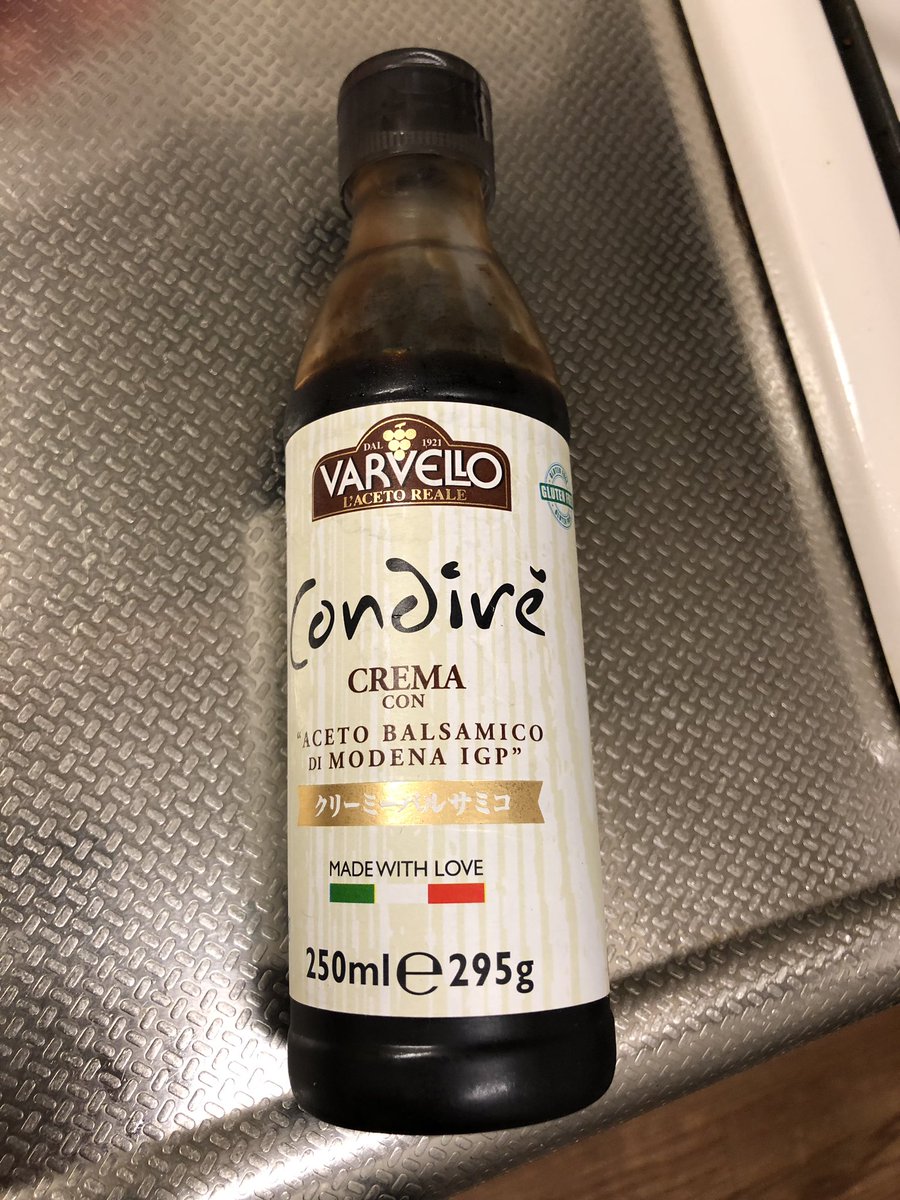 DAL 1921
VARVELLO
L'ACETO REALE
GLUTEN
Condirè
CREMA
CON
"ACETO BALSAMICO
DI MODENA IGP"
クリーミーバルサミコ
MADE WITH LOVE
250ml e 295g